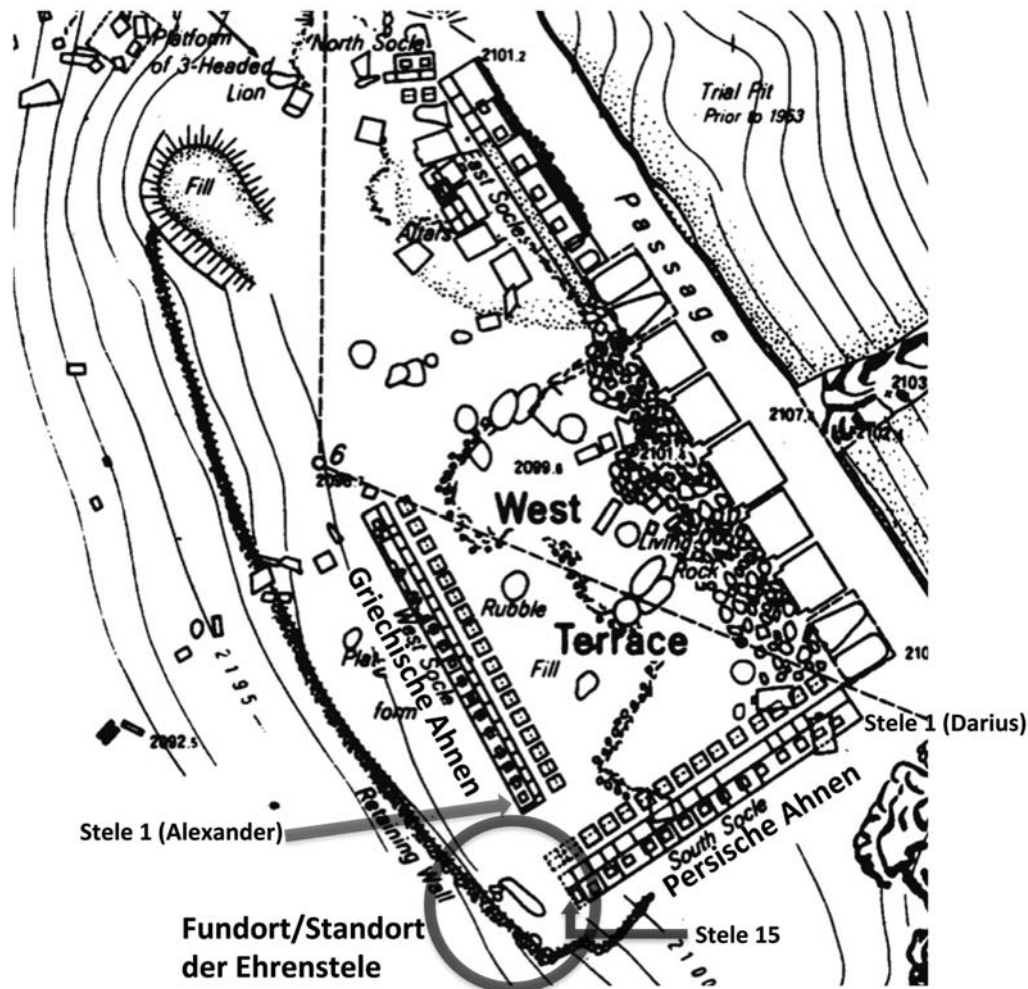 Platform
of 3-Headed
Lion
North Socle
2101.2
Trial Pit
Prior to 1953
Fill
East Socle
Altars
Passage
2103
2107.
6
2099.6
2101.
West
Living
Rock
Terrace
Griechische Ahnen
West Socle
Rubble
Fill
Plat
form
2195
2092.5
210
Stele 1 (Darius)
Stele 1 (Alexander)
Retaining Wall
South Socle
Persische Ahnen
Fundort/Standort
der Ehrenstele
Stele 15
2100